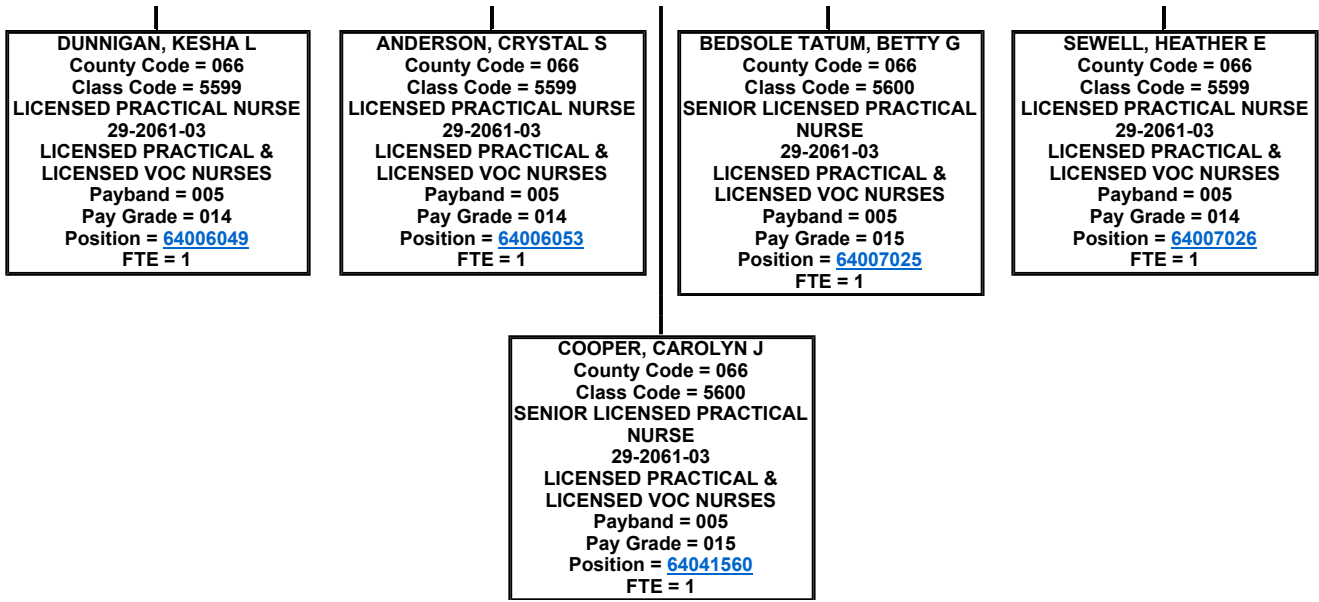 DUNNIGAN, KESHA L
County Code = 066
Class Code = 5599
LICENSED PRACTICAL NURSE
29-2061-03
LICENSED PRACTICAL &
LICENSED VOC NURSES
Payband = 005
Pay Grade = 014
Position = 64006049
FTE = 1
ANDERSON, CRYSTAL S
County Code = 066
Class Code = 5599
LICENSED PRACTICAL NURSE
29-2061-03
LICENSED PRACTICAL &
LICENSED VOC NURSES
Payband = 005
Pay Grade = 014
Position = 64006053
FTE = 1
BEDSOLE TATUM, BETTY G
County Code = 066
Class Code = 5600
SENIOR LICENSED PRACTICAL
NURSE
29-2061-03
LICENSED PRACTICAL &
LICENSED VOC NURSES
Payband = 005
Pay Grade = 015
Position = 64007025
FTE = 1
SEWELL, HEATHER E
County Code = 066
Class Code = 5599
LICENSED PRACTICAL NURSE
29-2061-03
LICENSED PRACTICAL &
LICENSED VOC NURSES
Payband = 005
Pay Grade = 014
Position = 64007026
FTE = 1
COOPER, CAROLYN J
County Code = 066
Class Code = 5600
SENIOR LICENSED PRACTICAL
NURSE
29-2061-03
LICENSED PRACTICAL &
LICENSED VOC NURSES
Payband = 005
Pay Grade = 015
Position = 64041560
FTE = 1